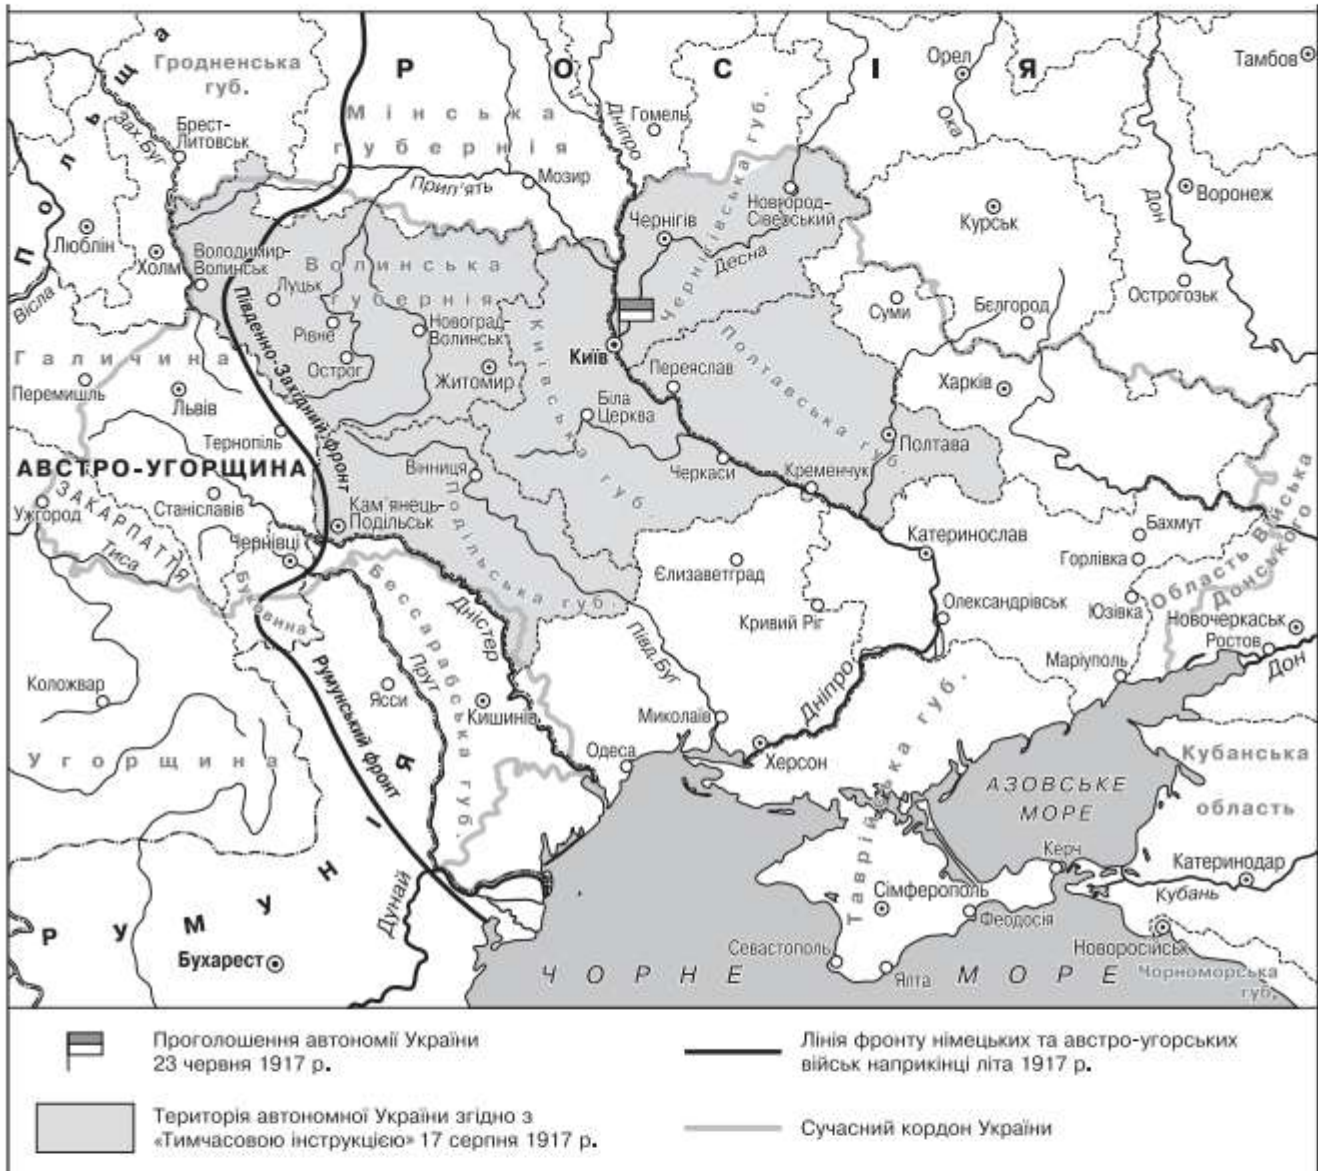 РОСІЯ
Польща
Гродненська
губ.
Мінська
губернія
Зах.Буг
Брест-
Литовськ
Дніпро
Гомель
Орел
Ока
Тамбов
Прип'ять
Мозир
Чернігівська губ.
Новгород-
Сіверський
Чернігів
Десна
Курськ
Дон
Воронеж
Люблін
Холм
Вісла
Володимир-
Волинськ
Волинська
губернія
Луцьк
Рівне
Острог
Новоград-
Волинськ
Житомир
Південно-Західний фронт
Київська губ.
Київ
Переяслав
Біла
Церква
Полтавська губ.
Суми
Бєлгород
Острогозьк
Харків
Полтава
Галичина
Перемишль
Львів
Тернопіль
АВСТРО-УГОРЩИНА
ЗАКАРПАТТЯ
Ужгород
Станіславів
Тиса
Чернівці
Буковина
Кам'янець-
Подільськ
Вінниця
Подільська губ.
Черкаси
Кременчук
Катеринослав
Єлизаветград
Кривий Ріг
Олександрівськ
Бахмут
Горлівка
Юзівка
Область Війська
Донського
Новочеркаськ
Ростов
Дон
Маріуполь
Бессарабська губ.
Дністер
Півд.Буг
Прут
Ясси
Кишинів
Румунський фронт
Коложвар
Угорщина
Миколаїв
Одеса
Херсон
Дніпро
Таврійська губ.
АЗОВСЬКЕ
МОРЕ
Кубанська
область
Керч
Катеринодар
Кубань
Сімферополь
Феодосія
Новоросійськ
Севастополь
Ялта
Чорноморська
губ.
РУМУНІЯ
Бухарест
Дунай
ЧОРНЕ МОРЕ
Проголошення автономії України
23 червня 1917 р.
Лінія фронту німецьких та австро-угорських
військ наприкінці літа 1917 р.
Територія автономної України згідно з
«Тимчасовою інструкцією» 17 серпня 1917 р.
Сучасний кордон України